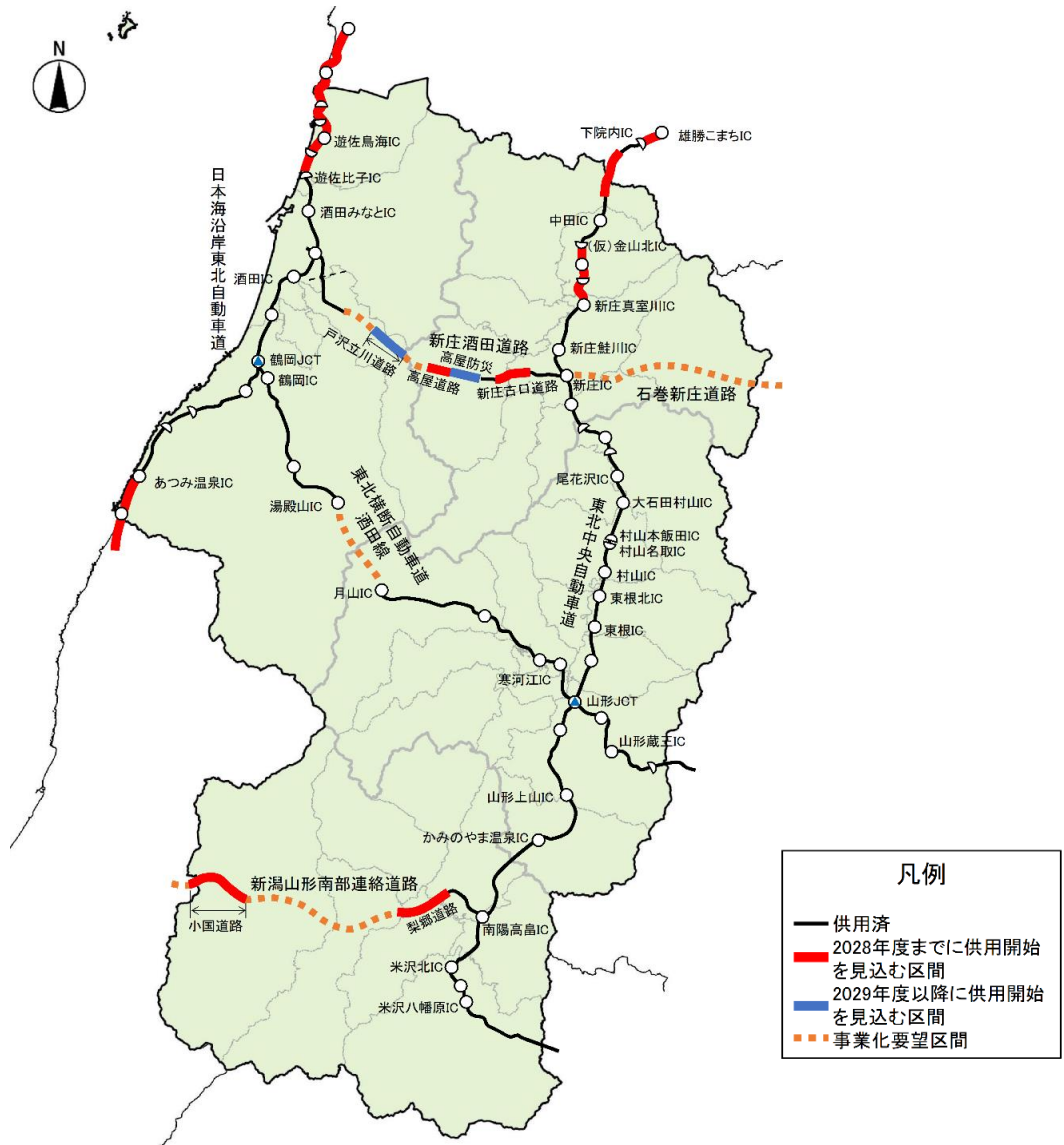 N
下院内IC
雄勝こまちIC
遊佐鳥海IC
遊佐比子IC
日本海沿岸東北自動車道
酒田みなとIC
中田IC
(仮)金山北IC
酒田IC
新庄真室川IC
戸沢立川道路
新庄酒田道路
高屋防災
高屋道路
新庄古口道路
新庄鮭川IC
新庄IC
石巻新庄道路
鶴岡JCT
鶴岡IC
あつみ温泉IC
湯殿山IC
東北横断自動車道
酒田線
月山IC
尾花沢IC
大石田村山IC
村山本飯田IC
村山名取IC
村山IC
東根北IC
東根IC
東北中央自動車道
寒河江IC
山形JCT
山形蔵王IC
山形上山IC
かみのやま温泉IC
新潟山形南部連絡道路
小国道路
梨郷道路
南陽高畠IC
米沢北IC
米沢八幡原IC
凡例
供用済
2028年度までに供用開始
を見込む区間
2029年度以降に供用開始
を見込む区間
事業化要望区間